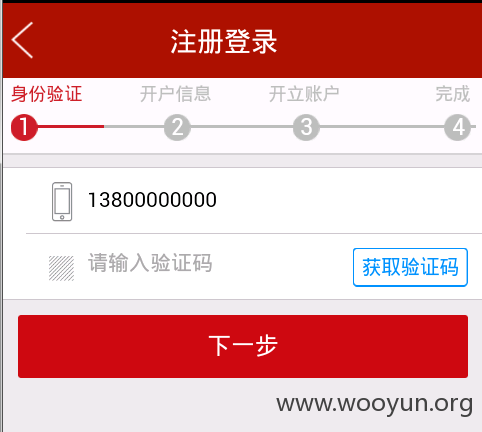 注册登录
身份验证 开户信息 开立账户 完成
1 2 3 4
13800000000
请输入验证码 获取验证码
下一步
www.wooyun.org